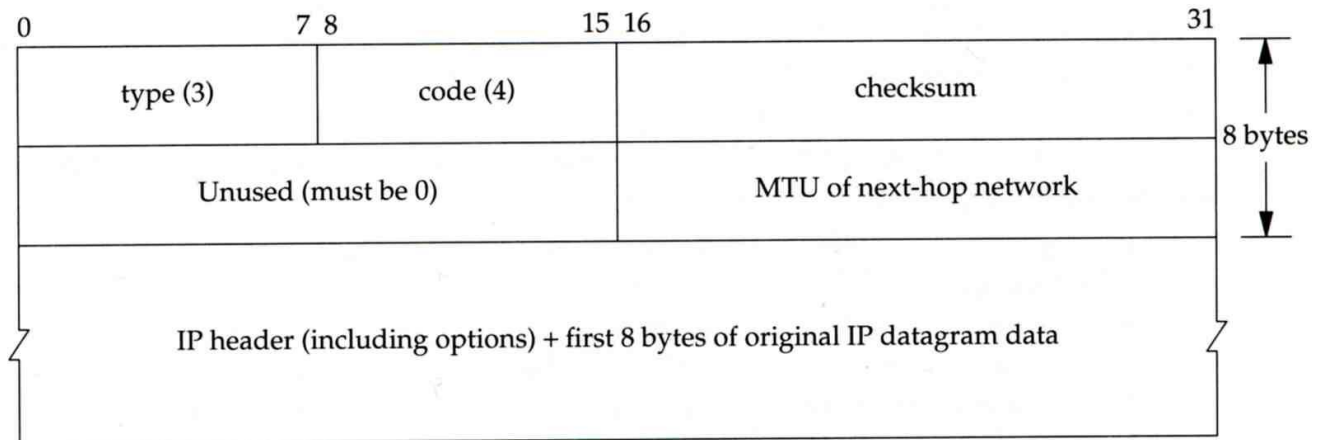 0 7 8 15 16 31
type (3) code (4) checksum
8 bytes
Unused (must be 0) MTU of next-hop network
IP header (including options) + first 8 bytes of original IP datagram data